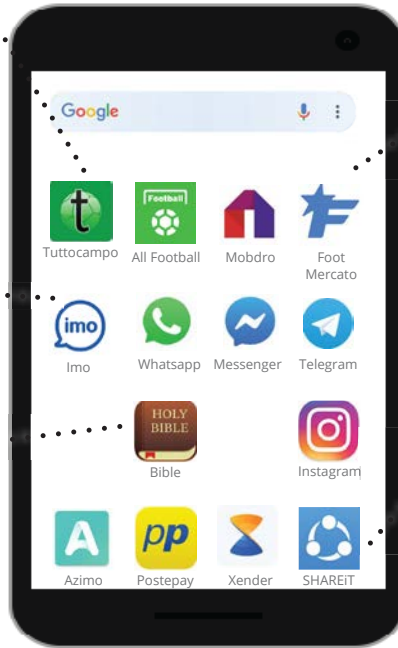 Google
t
Football
Tuttocampo
All Football
Mobdro
Foot
Mercato
imo
Imo
Whatsapp
Messenger
Telegram
HOLY
BIBLE
Bible
Instagram
A
PP
Azimo
Postepay
Xender
SHAREiT